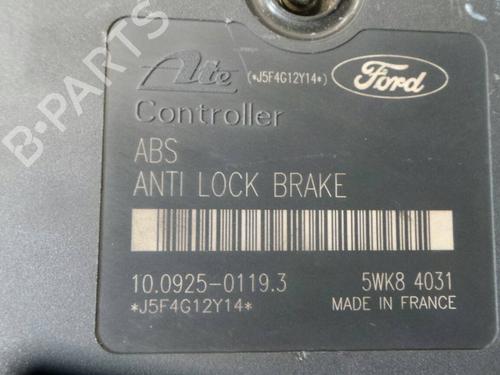 B-PARTS
Ate (*J5F4G12Y14*) Ford
Controller
ABS
ANTI LOCK BRAKE
10.0925-0119.3 5WK8 4031
*J5F4G12Y14* MADE IN FRANCE